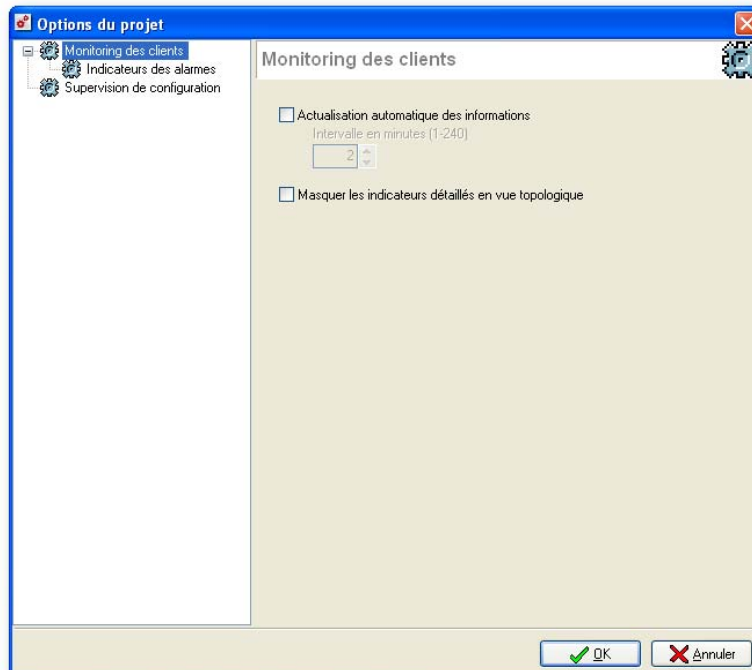 Options du projet
Monitoring des clients
Indicateurs des alarmes
Supervision de configuration
Monitoring des clients
Actualisation automatique des informations
Intervalle en minutes (1-240)
2
Masquer les indicateurs détaillés en vue topologique
OK
Annuler